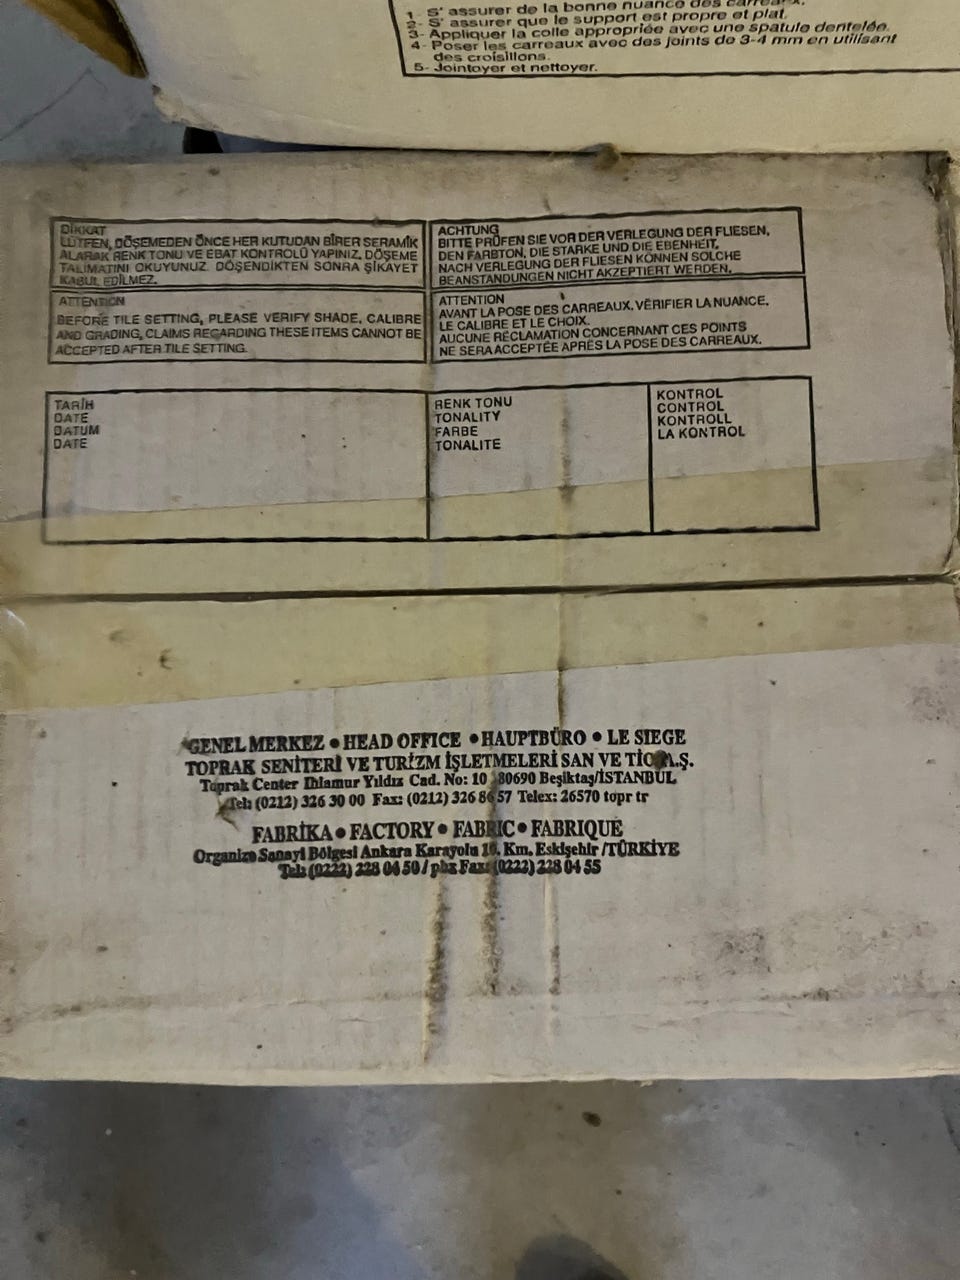 1- S' assurer de la bonne nuance des carreaux.
2- S' assurer que le support est propre et plat.
3- Appliquer la colle appropriée avec une spatule dentelée.
4- Poser les carreaux avec des joints de 3-4 mm en utilisant
des croisillons.
5- Jointoyer et nettoyer.
DİKKAT
LÜTFEN, DÖŞEMEDEN ÖNCE HER KUTUDAN BİRER SERAMİK
ALARAK RENK TONU VE EBAT KONTROLÜ YAPINIZ. DÖŞEME
TALİMATINI OKUYUNUZ. DÖŞENDİKTEN SONRA ŞİKAYET
KABUL EDİLMEZ.
ACHTUNG
BITTE PRÜFEN SIE VOR DER VERLEGUNG DER FLIESEN,
DEN FARBTON, DIE STARKE UND DIE EBENHEIT,
NACH VERLEGUNG DER FLIESEN KÖNNEN SOLCHE
BEANSTANDUNGEN NICHT AKZEPTIERT WERDEN.
ATTENTION
BEFORE TILE SETTING, PLEASE VERIFY SHADE, CALIBRE
AND GRADING, CLAIMS REGARDING THESE ITEMS CANNOT BE
ACCEPTED AFTER TILE SETTING.
ATTENTION
AVANT LA POSE DES CARREAUX, VÉRIFIER LA NUANCE,
LE CALIBRE ET LE CHOIX.
AUCUNE RÉCLAMATION CONCERNANT CES POINTS
NE SERA ACCEPTÉE APRÈS LA POSE DES CARREAUX.
TARİH
DATE
DATUM
DATE
RENK TONU
TONALITY
FARBE
TONALITE
KONTROL
CONTROL
KONTROLL
LA KONTROL
GENEL MERKEZ • HEAD OFFICE • HAUPTBÜRO • LE SIEGE
TOPRAK SENİTERİ VE TURİZM İŞLETMELERİ SAN VE TİC A.Ş.
Toprak Center Ihlamur Yıldız Cad. No: 10 80690 Beşiktaş/İSTANBUL
Tel: (0212) 326 30 00 Fax: (0212) 326 86 57 Telex: 26570 topr tr
FABRİKA • FACTORY • FABRIC • FABRIQUE
Organize Sanayi Bölgesi Ankara Karayolu Km. Eskişehir /TÜRKİYE
Tel: (0222) 228 04 50 / pbx Fax: (0222) 228 04 55